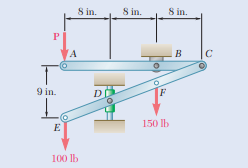 8 in. 8 in. 8 in.
P
A B C
9 in.
D
F
E
150 lb
100 lb